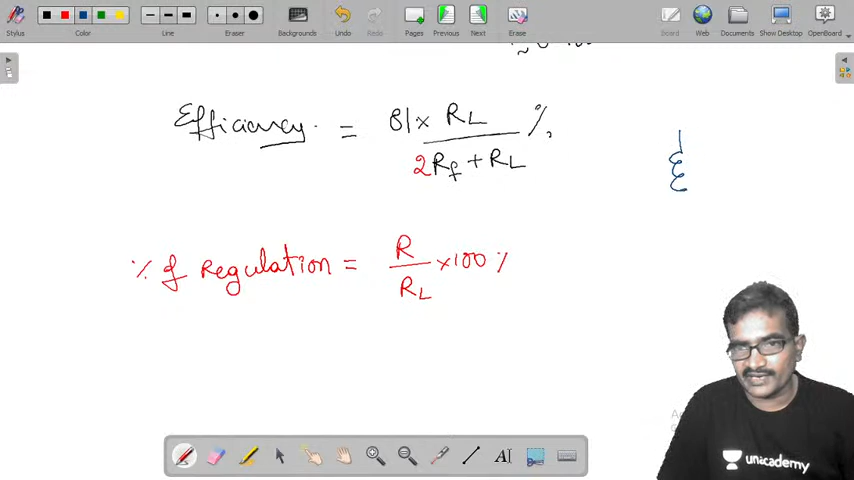 Stylus
Color
Line
Eraser
Backgrounds
Undo
Redo
Pages
Previous
Next
Erase
Board
Web
Documents
Show Desktop
OpenBoard
Efficiency. = 81 x RL / 2Rf + RL %
% of Regulation = R / RL x 100 %
unacademy